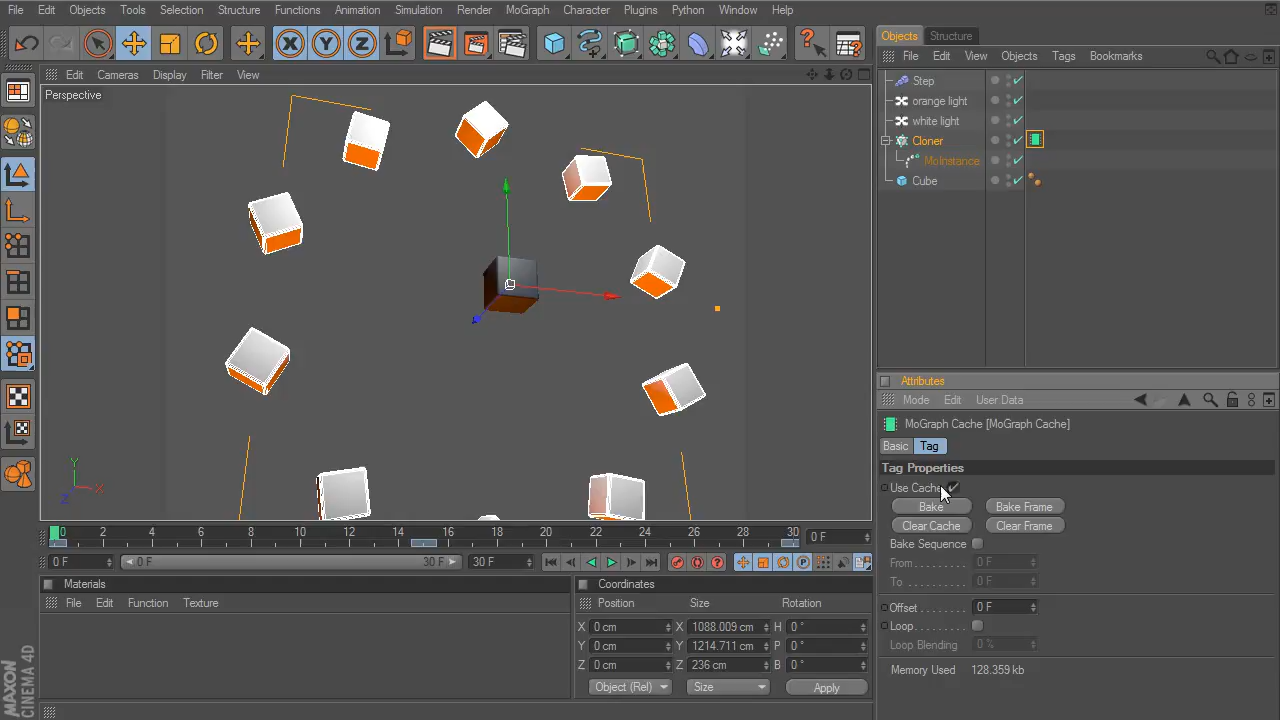 File Edit Objects Tools Selection Structure Functions Animation Simulation Render MoGraph Character Plugins Python Window Help
Objects Structure
File Edit View Objects Tags Bookmarks
Edit Cameras Display Filter View
Perspective
Step
orange light
white light
Cloner
MoInstance
Cube
Y
X
Z
Attributes
Mode Edit User Data
MoGraph Cache [MoGraph Cache]
Basic Tag
Tag Properties
Use Cache
Bake Bake Frame
Clear Cache Clear Frame
Bake Sequence
From 0 F
To 0 F
Offset 0 F
Loop
Loop Blending 0 %
Memory Used 128.359 kb
0 2 4 6 8 10 12 14 16 18 20 22 24 26 28 30 0 F
0 F 0 F 30 F 30 F
Materials
File Edit Function Texture
Coordinates
Position Size Rotation
X 0 cm X 1088.009 cm H 0 °
Y 0 cm Y 1214.711 cm P 0 °
Z 0 cm Z 236 cm B 0 °
Object (Rel) Size Apply
MAXON
CINEMA 4D